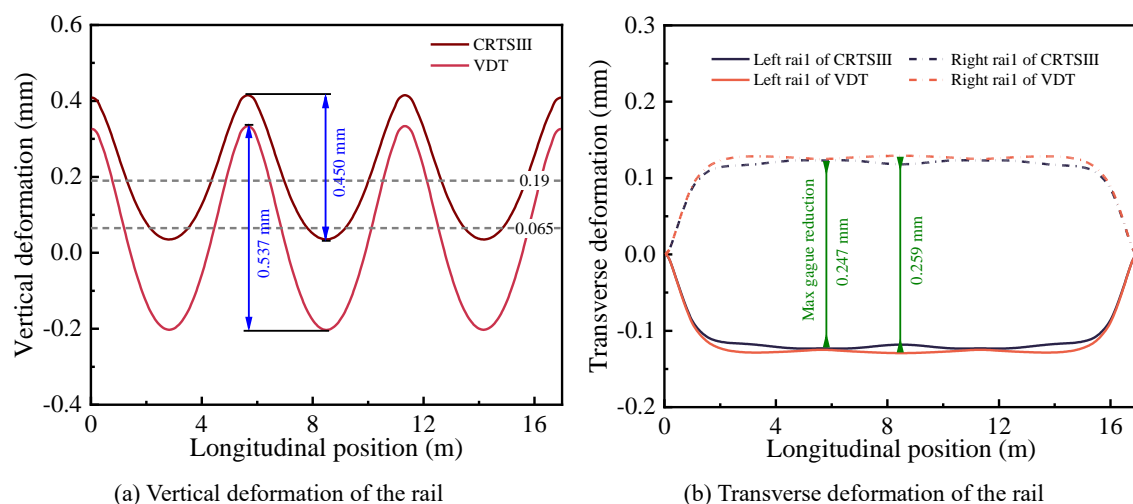 0.6
0.4
0.2
0.0
-0.2
-0.4
Vertical deformation (mm)
CRTSIII
VDT
0.450 mm
0.537 mm
0.19
0.065
0
4
8
12
16
Longitudinal position (m)
(a) Vertical deformation of the rail
0.3
0.2
0.1
0.0
-0.1
-0.2
Transverse deformation (mm)
Left rai1 of CRTSIII
Right rai1 of CRTSIII
Left rai1 of VDT
Right rai1 of VDT
Max gague reduction
0.247 mm
0.259 mm
0
4
8
12
16
Longitudinal position (m)
(b) Transverse deformation of the rail